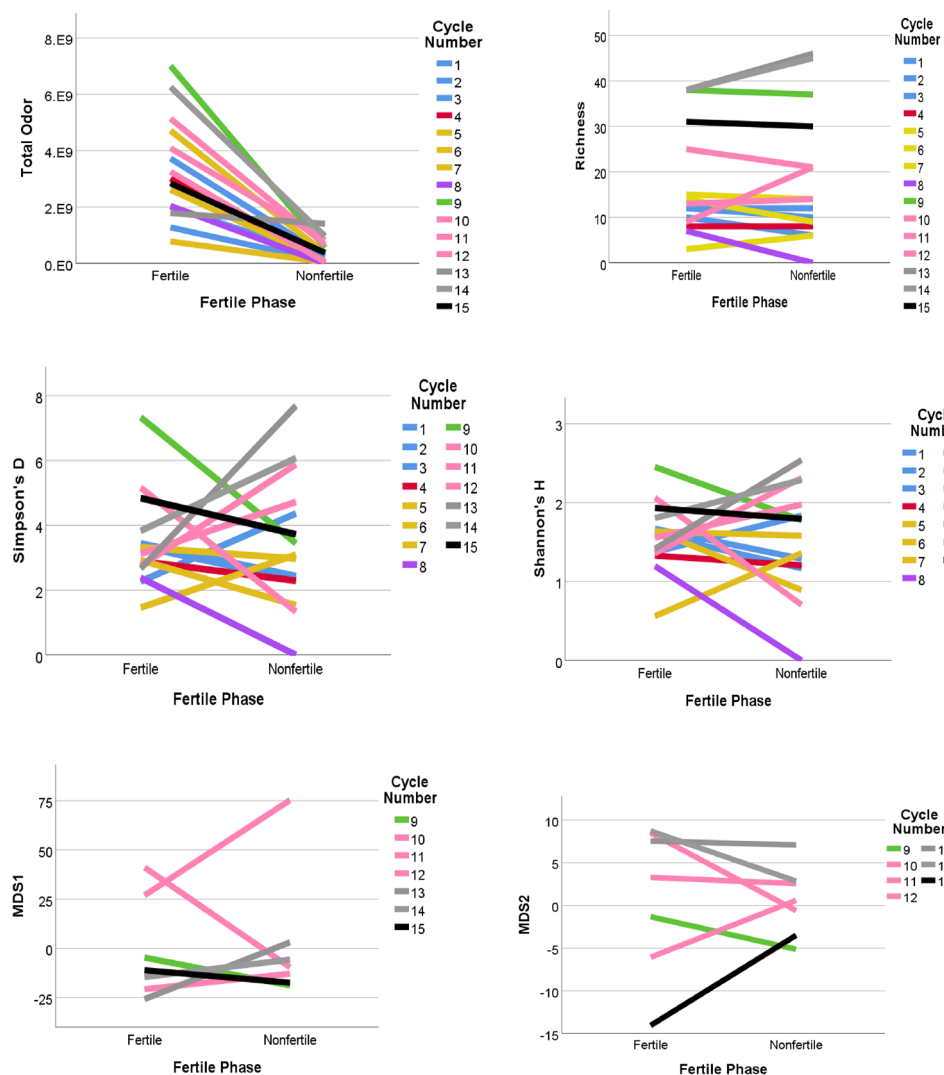 Cycle
Number
8.E9
6.E9
4.E9
2.E9
0.E0
Total Odor
Fertile
Nonfertile
Fertile Phase
1
2
3
4
5
6
7
8
9
10
11
12
13
14
15
Cycle
Number
50
40
30
20
10
0
Richness
Fertile
Nonfertile
Fertile Phase
1
2
3
4
5
6
7
8
9
10
11
12
13
14
15
Cycle
Number
8
6
4
2
0
Simpson's D
Fertile
Nonfertile
Fertile Phase
1 9
2 10
3 11
4 12
5 13
6 14
7 15
8
Cycl
Numb
3
2
1
0
Shannon's H
Fertile
Nonfertile
Fertile Phase
1
2
3
4
5
6
7
8
Cycle
Number
75
50
25
0
-25
MDS1
Fertile
Nonfertile
Fertile Phase
9
10
11
12
13
14
15
Cycle
Number
10
5
0
-5
-10
-15
MDS2
Fertile
Nonfertile
Fertile Phase
9 1
10 1
11 1
12